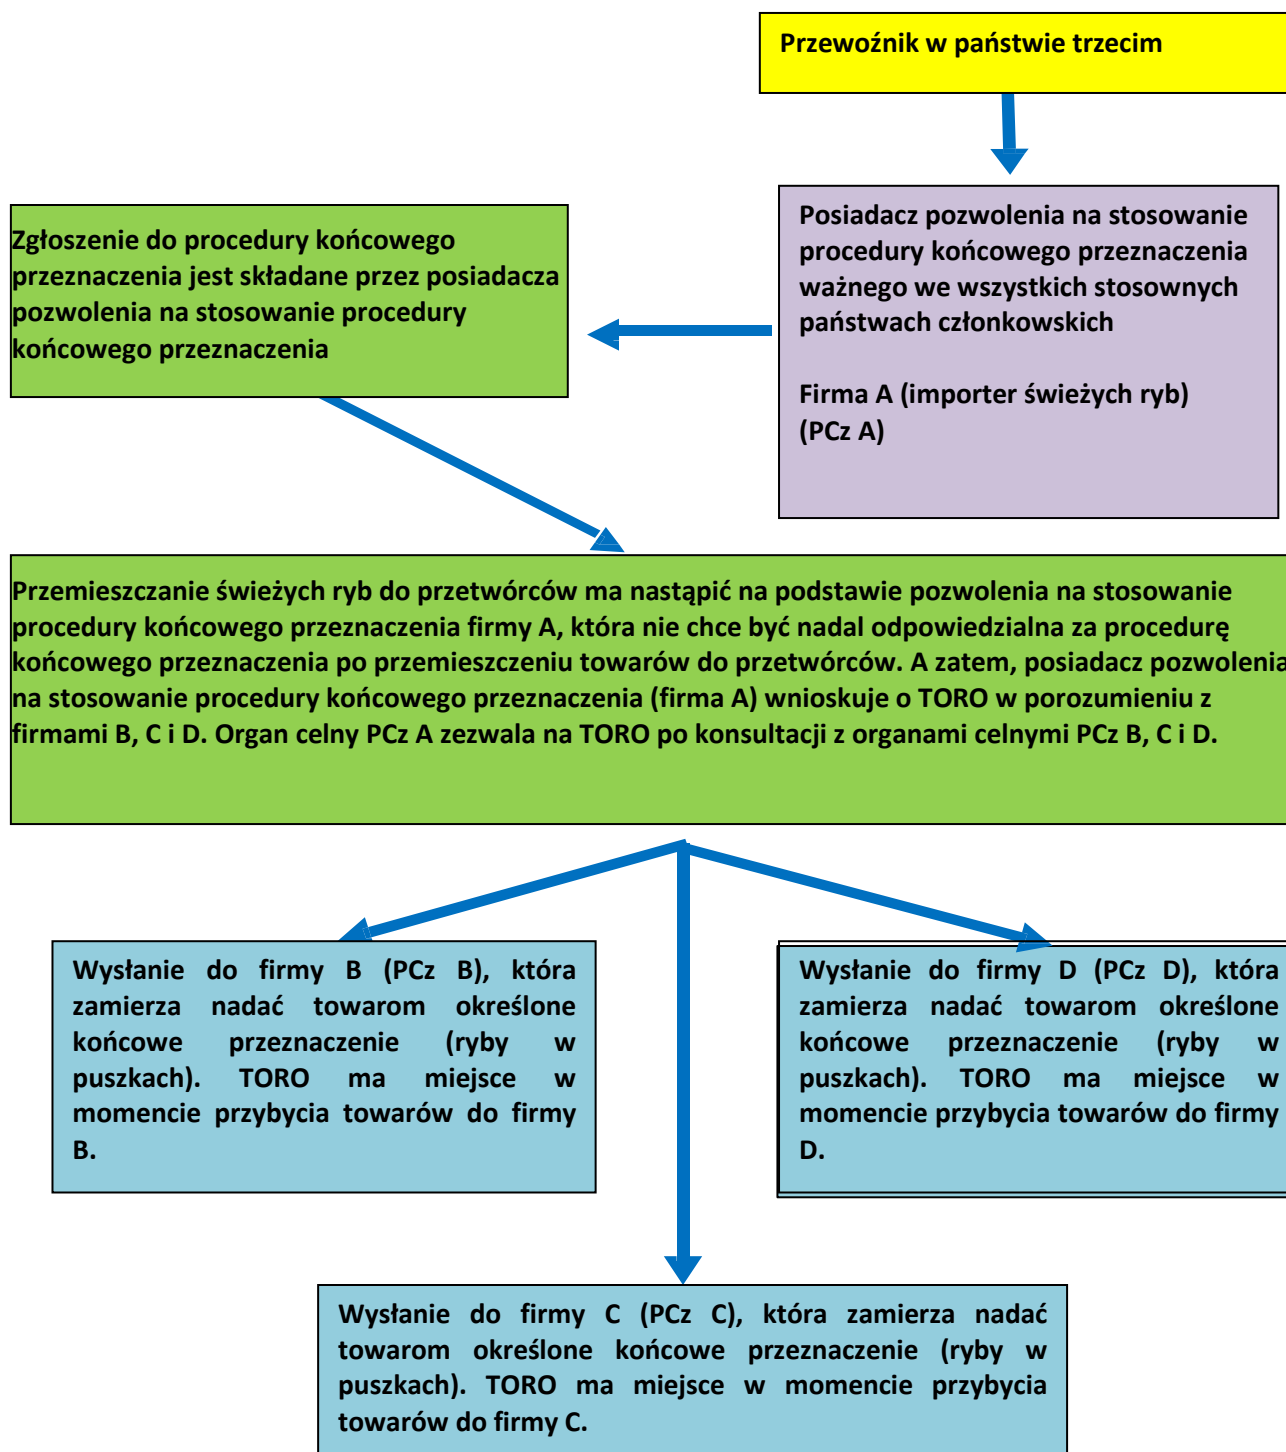 Przewoźnik w państwie trzecim
Posiadacz pozwolenia na stosowanie
procedury końcowego przeznaczenia
ważnego we wszystkich stosownych
państwach członkowskich
Firma A (importer świeżych ryb)
(PCz A)
Zgłoszenie do procedury końcowego
przeznaczenia jest składane przez posiadacza
pozwolenia na stosowanie procedury
końcowego przeznaczenia
Przemieszczanie świeżych ryb do przetwórców ma nastąpić na podstawie pozwolenia na stosowanie
procedury końcowego przeznaczenia firmy A, która nie chce być nadal odpowiedzialna za procedurę
końcowego przeznaczenia po przemieszczeniu towarów do przetwórców. A zatem, posiadacz pozwolenia
na stosowanie procedury końcowego przeznaczenia (firma A) wnioskuje o TORO w porozumieniu z
firmami B, C i D. Organ celny PCz A zezwala na TORO po konsultacji z organami celnymi PCz B, C i D.
Wysłanie do firmy B (PCz B), która
zamierza nadać towarom określone
końcowe przeznaczenie (ryby w
puszkach). TORO ma miejsce w
momencie przybycia towarów do firmy
B.
Wysłanie do firmy D (PCz D), która
zamierza nadać towarom określone
końcowe przeznaczenie (ryby w
puszkach). TORO ma miejsce w
momencie przybycia towarów do firmy
D.
Wysłanie do firmy C (PCz C), która zamierza nadać
towarom określone końcowe przeznaczenie (ryby w
puszkach). TORO ma miejsce w momencie przybycia
towarów do firmy C.